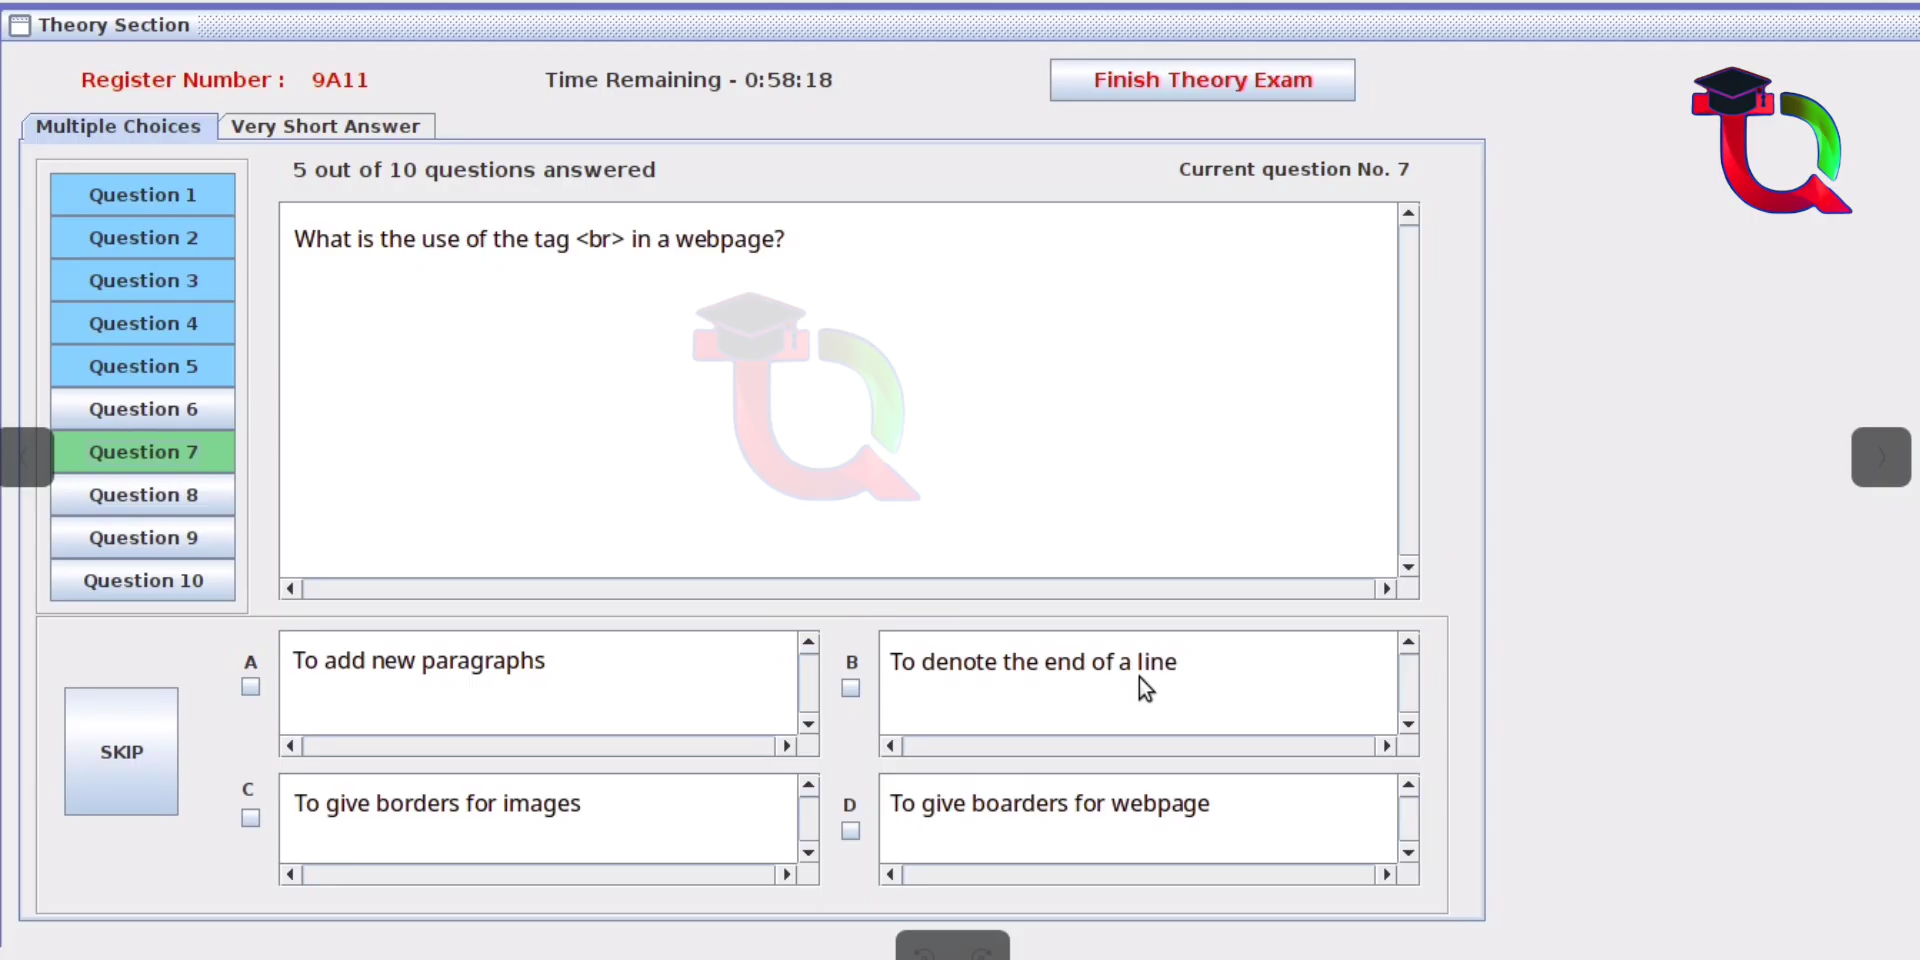 Theory Section
Register Number : 9A11
Time Remaining - 0:58:18
Finish Theory Exam
Multiple Choices
Very Short Answer
5 out of 10 questions answered
Current question No. 7
Question 1
Question 2
Question 3
Question 4
Question 5
Question 6
Question 7
Question 8
Question 9
Question 10
What is the use of the tag <br> in a webpage?
SKIP
A
To add new paragraphs
B
To denote the end of a line
C
To give borders for images
D
To give boarders for webpage